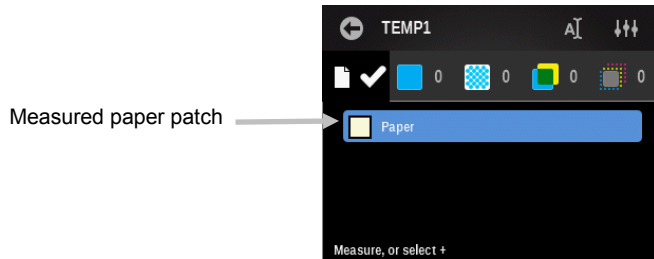 TEMP1 A
0 0 0 0
Measured paper patch
Paper
Measure, or select +